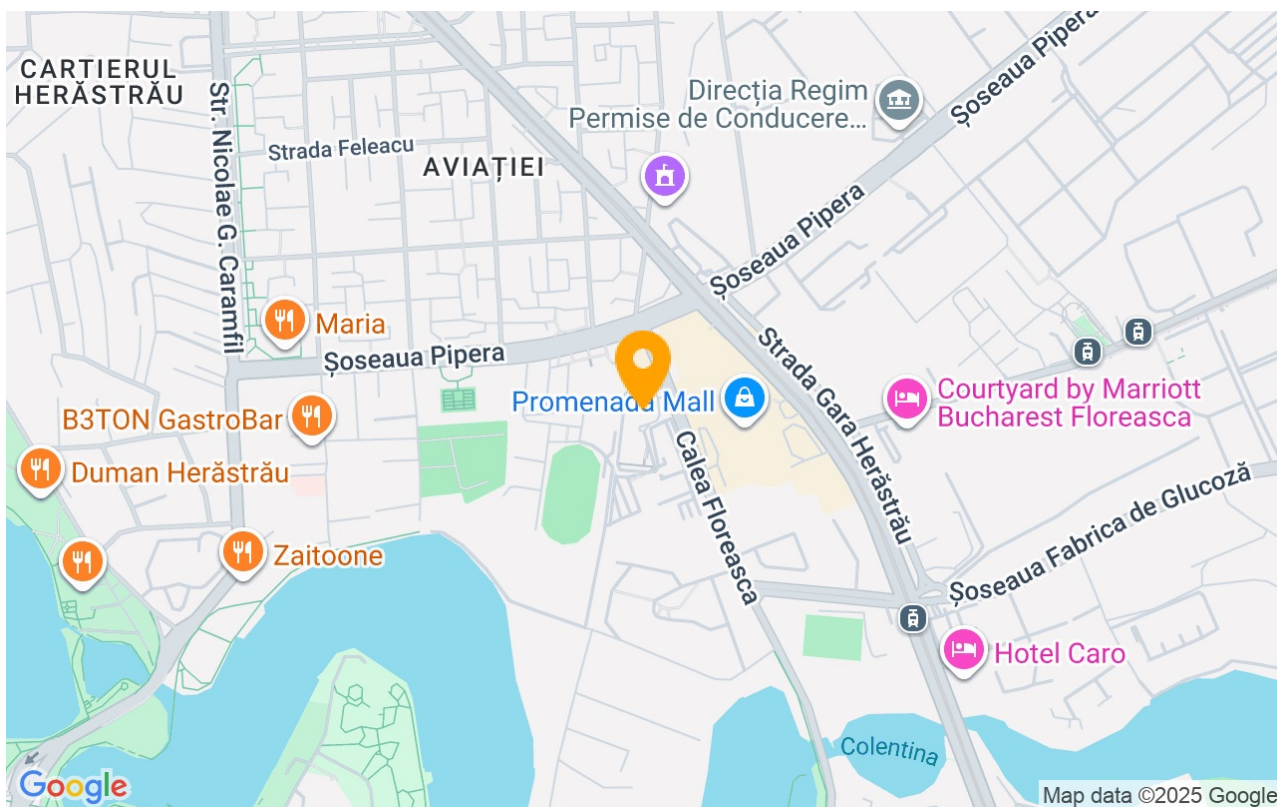 CARTIERUL
HERĂSTRĂU
Str. Nicolae G. Caramfil
Strada Feleacu
AVIAȚIEI
Direcția Regim
Permise de Conducere...
Șoseaua Pipera
Șoseaua Pipera
Maria
Șoseaua Pipera
Strada Gara Herăstrău
Promenada Mall
Courtyard by Marriott
Bucharest Floreasca
B3TON GastroBar
Duman Herăstrău
Calea Floreasca
Zaitoone
Șoseaua Fabrica de Glucoză
Hotel Caro
Colentina
Google
Map data ©2025 Google